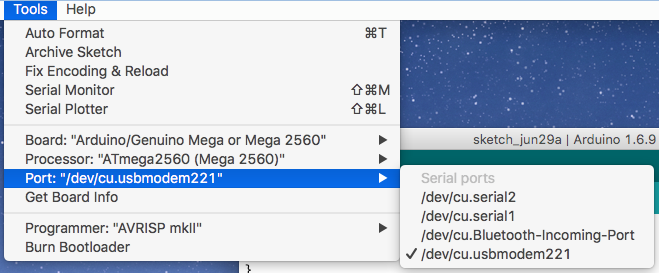 Tools Help
Auto Format ⌘T
Archive Sketch
Fix Encoding & Reload
Serial Monitor ⇧⌘M
Serial Plotter ⇧⌘L
Board: "Arduino/Genuino Mega or Mega 2560"
Processor: "ATmega2560 (Mega 2560)"
Port: "/dev/cu.usbmodem221"
Get Board Info
Programmer: "AVRISP mkII"
Burn Bootloader
sketch_jun29a | Arduino 1.6.9
Serial ports
/dev/cu.serial2
/dev/cu.serial1
/dev/cu.Bluetooth-Incoming-Port
✓ /dev/cu.usbmodem221
}